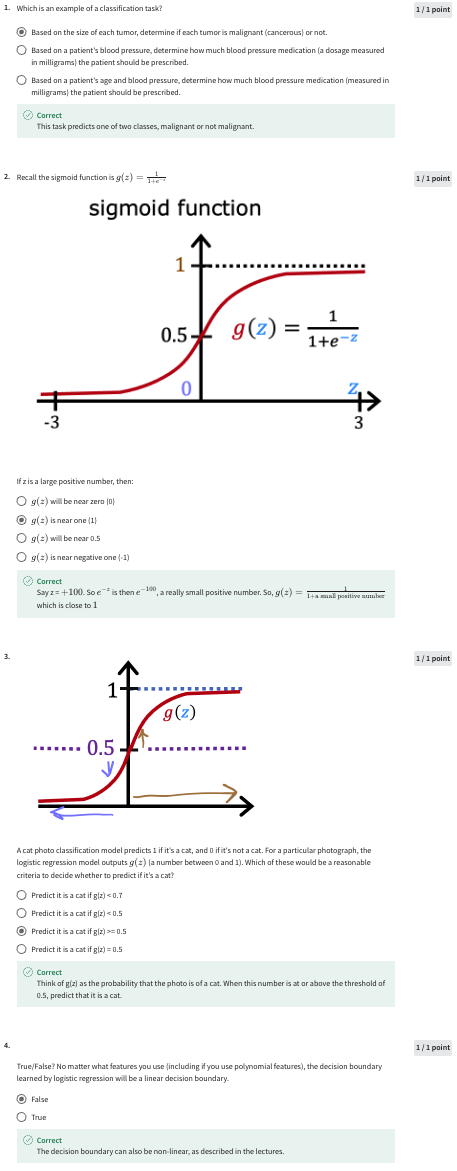 1. Which is an example of a classification task?
1 / 1 point
Based on the size of each tumor, determine if each tumor is malignant (cancerous) or not.
Based on a patient's blood pressure, determine how much blood pressure medication (a dosage measured
in milligrams) the patient should be prescribed.
Based on a patient's age and blood pressure, determine how much blood pressure medication (measured in
milligrams) the patient should be prescribed.
Correct
This task predicts one of two classes, malignant or not malignant.
2. Recall the sigmoid function is g(z) = 1/(1+e^-z)
1 / 1 point
sigmoid function
1
0.5
g(z) = 1/(1+e^-z)
0
z
-3
3
If z is a large positive number, then:
g(z) will be near zero (0)
g(z) is near one (1)
g(z) will be near 0.5
g(z) is near negative one (-1)
Correct
Say z = +100. So e^-z is then e^-100, a really small positive number. So, g(z) = 1/(1+a small positive number)
which is close to 1
3.
1 / 1 point
1
g(z)
0.5
A cat photo classification model predicts 1 if it's a cat, and 0 if it's not a cat. For a particular photograph, the
logistic regression model outputs g(z) (a number between 0 and 1). Which of these would be a reasonable
criteria to decide whether to predict if it's a cat?
Predict it is a cat if g(z) < 0.7
Predict it is a cat if g(z) < 0.5
Predict it is a cat if g(z) >= 0.5
Predict it is a cat if g(z) = 0.5
Correct
Think of g(z) as the probability that the photo is of a cat. When this number is at or above the threshold of
0.5, predict that it is a cat.
4.
1 / 1 point
True/False? No matter what features you use (including if you use polynomial features), the decision boundary
learned by logistic regression will be a linear decision boundary.
False
True
Correct
The decision boundary can also be non-linear, as described in the lectures.